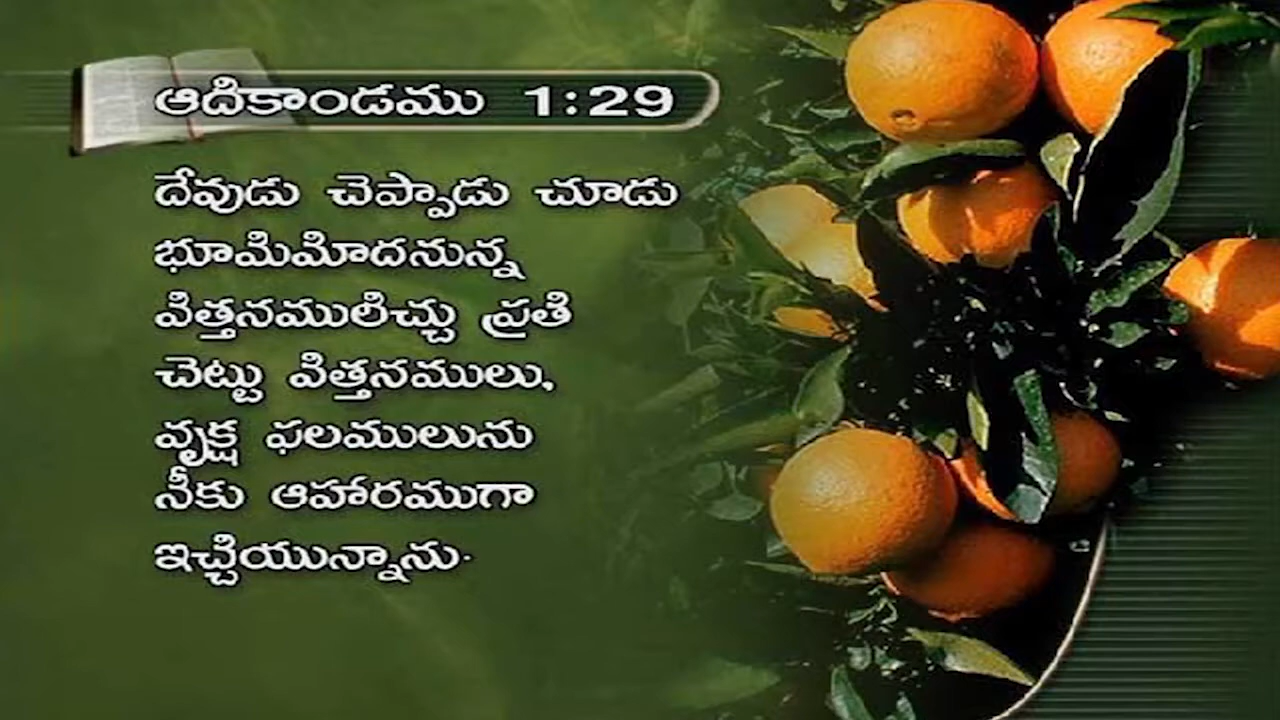 ఆదికాండము 1:29
దేవుడు చెప్పాడు చూడు
భూమిమీదనున్న
విత్తనములిచ్చు ప్రతి
చెట్టు విత్తనములు,
వృక్ష ఫలములును
నీకు ఆహారముగా
ఇచ్చియున్నాను.